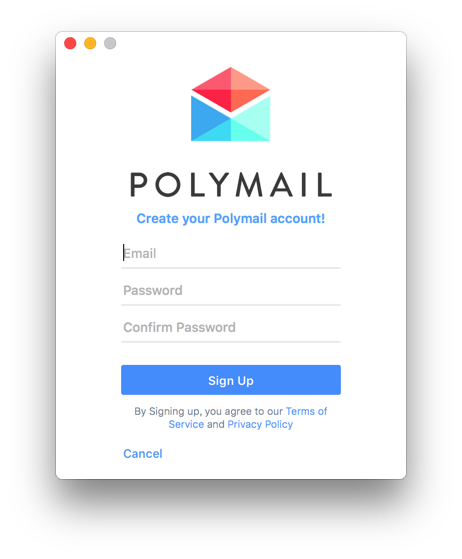 POLYMAIL
Create your Polymail account!
Email
Password
Confirm Password
Sign Up
By Signing up, you agree to our Terms of
Service and Privacy Policy
Cancel